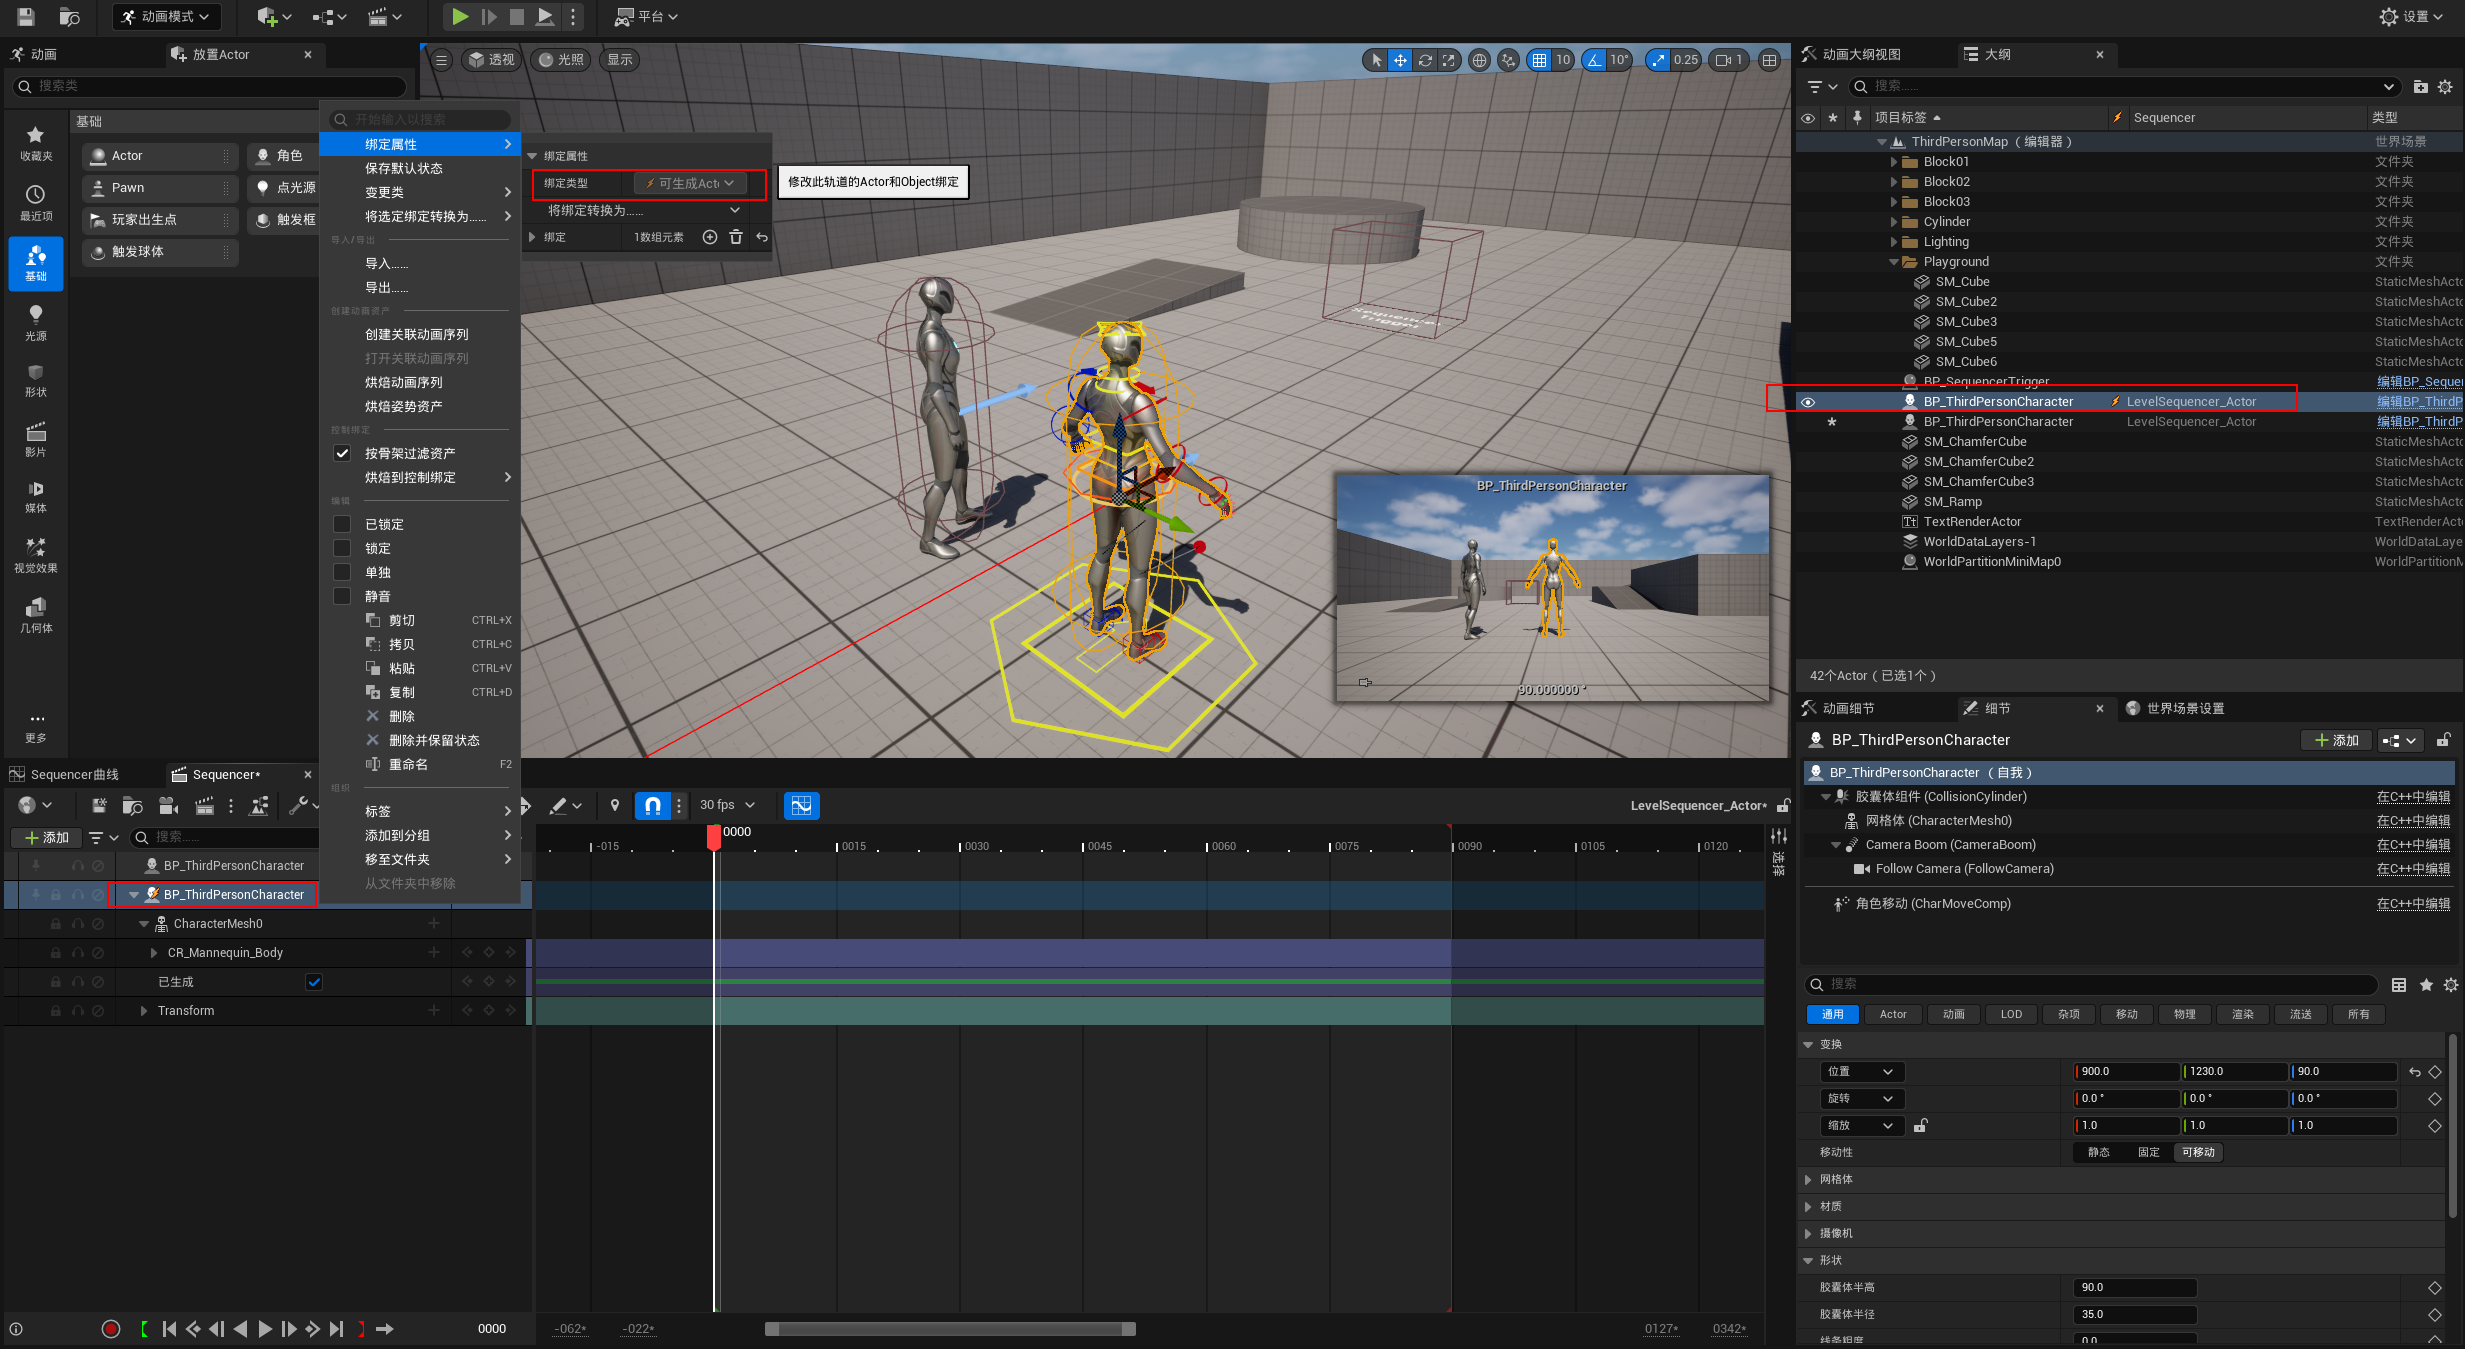 动画模式
平台
设置
动画
放置Actor
搜索类
基础
收藏夹
最近项
基础
光源
形状
影片
媒体
视觉效果
几何体
更多
Actor
角色
Pawn
点光源
玩家出生点
触发框
触发球体
透视
光照
显示
10
10°
0.25
1
开始输入以搜索
绑定属性
保存默认状态
变更类
将选定绑定转换为......
导入/导出
导入......
导出......
创建动画资产
创建关联动画序列
打开关联动画序列
烘焙动画序列
烘焙姿势资产
控制绑定
按骨架过滤资产
烘焙到控制绑定
编辑
已锁定
锁定
单独
静音
剪切 CTRL+X
拷贝 CTRL+C
粘贴 CTRL+V
复制 CTRL+D
删除
删除并保留状态
重命名 F2
组织
标签
添加到分组
移至文件夹
从文件夹中移除
绑定属性
绑定类型 可生成Act
将绑定转换为......
绑定 1数组元素
修改此轨道的Actor和Object绑定
Sequencer
Trigger
BP_ThirdPersonCharacter
90.000000 °
动画大纲视图
大纲
搜索......
项目标签 Sequencer 类型
ThirdPersonMap（编辑器） 世界场景
Block01 文件夹
Block02 文件夹
Block03 文件夹
Cylinder 文件夹
Lighting 文件夹
Playground 文件夹
SM_Cube StaticMeshActo
SM_Cube2 StaticMeshActo
SM_Cube3 StaticMeshActo
SM_Cube5 StaticMeshActo
SM_Cube6 StaticMeshActo
BP_SequencerTrigger 编辑BP_Sequen
BP_ThirdPersonCharacter LevelSequencer_Actor 编辑BP_ThirdP
BP_ThirdPersonCharacter LevelSequencer_Actor 编辑BP_ThirdP
SM_ChamferCube StaticMeshActo
SM_ChamferCube2 StaticMeshActo
SM_ChamferCube3 StaticMeshActo
SM_Ramp StaticMeshActo
TextRenderActor TextRenderActo
WorldDataLayers-1 WorldDataLaye
WorldPartitionMiniMap0 WorldPartitionM
42个Actor（已选1个）
动画细节
细节
世界场景设置
BP_ThirdPersonCharacter
添加
BP_ThirdPersonCharacter （自我）
胶囊体组件 (CollisionCylinder) 在C++中编辑
网格体 (CharacterMesh0) 在C++中编辑
Camera Boom (CameraBoom) 在C++中编辑
Follow Camera (FollowCamera) 在C++中编辑
角色移动 (CharMoveComp) 在C++中编辑
搜索
通用 Actor 动画 LOD 杂项 移动 物理 渲染 流送 所有
变换
位置 900.0 1230.0 90.0
旋转 0.0 ° 0.0 ° 0.0 °
缩放 1.0 1.0 1.0
移动性 静态 固定 可移动
网格体
材质
摄像机
形状
胶囊体半高 90.0
胶囊体半径 35.0
线条粗度 0.0
Sequencer曲线
Sequencer*
30 fps
LevelSequencer_Actor*
添加
搜索......
0000
-015 0015 0030 0045 0060 0075 0090 0105 0120
选择
BP_ThirdPersonCharacter
BP_ThirdPersonCharacter
CharacterMesh0
CR_Mannequin_Body
已生成
Transform
0000
-062* -022* 0127* 0342*